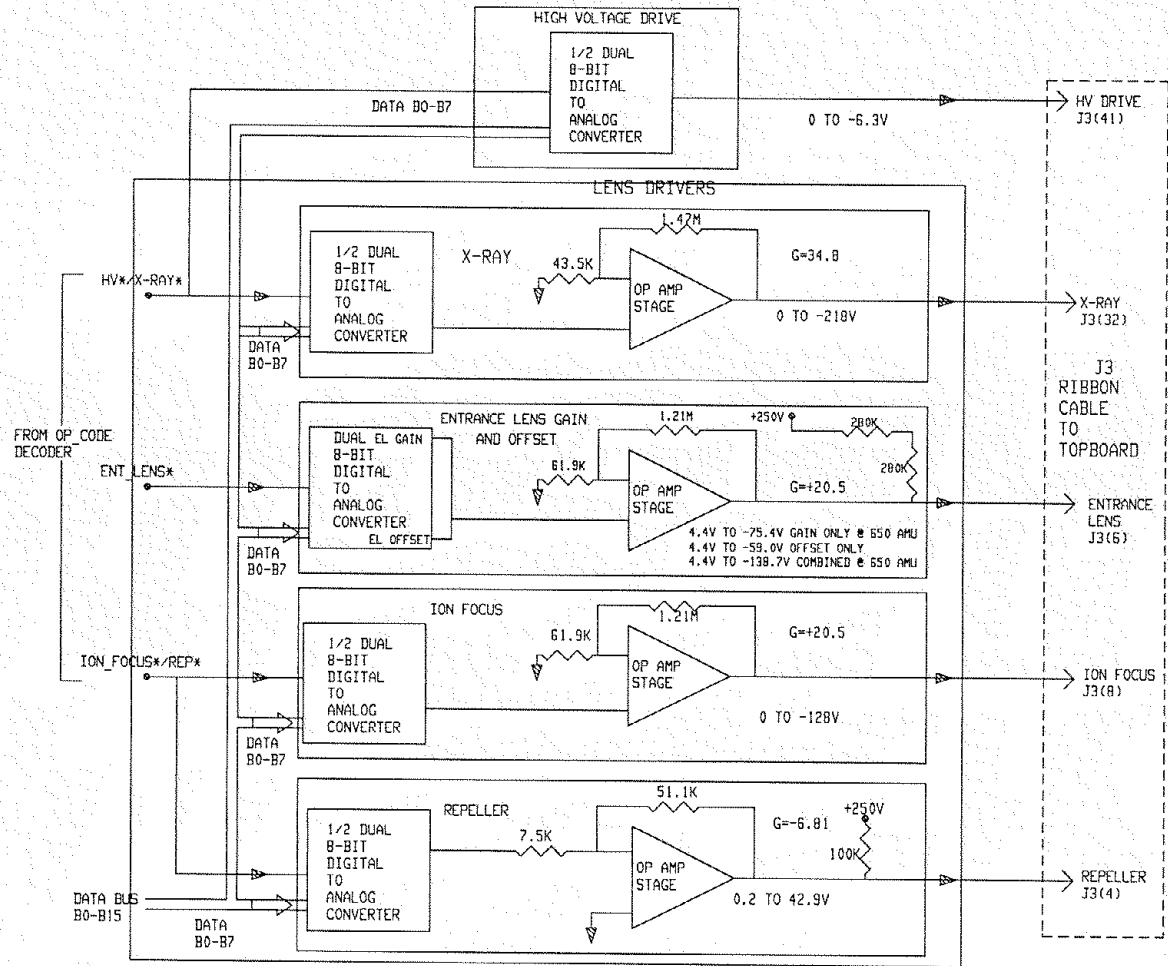 HIGH VOLTAGE DRIVE
1/2 DUAL
8-BIT
DIGITAL
TO
ANALOG
CONVERTER
DATA B0-B7
0 TO -6.3V
HV DRIVE
J3(41)
LENS DRIVERS
HV*/X-RAY*
1/2 DUAL
8-BIT
DIGITAL
TO
ANALOG
CONVERTER
DATA
B0-B7
X-RAY
43.5K
1.47M
OP AMP
STAGE
G=34.8
0 TO -218V
X-RAY
J3(32)
J3
RIBBON
CABLE
TO
TOPBOARD
FROM OP_CODE
DECODER
ENT_LENS*
DUAL EL GAIN
8-BIT
DIGITAL
TO
ANALOG
CONVERTER
EL OFFSET
DATA
B0-B7
ENTRANCE LENS GAIN
AND OFFSET
61.9K
1.21M
OP AMP
STAGE
+250V
280K
280K
G=+20.5
4.4V TO -75.4V GAIN ONLY @ 650 AMU
4.4V TO -59.0V OFFSET ONLY
4.4V TO -138.7V COMBINED @ 650 AMU
ENTRANCE
LENS
J3(6)
ION_FOCUS*/REP*
ION FOCUS
1/2 DUAL
8-BIT
DIGITAL
TO
ANALOG
CONVERTER
DATA
B0-B7
61.9K
1.21M
OP AMP
STAGE
G=+20.5
0 TO -128V
ION FOCUS
J3(8)
REPELLER
1/2 DUAL
8-BIT
DIGITAL
TO
ANALOG
CONVERTER
DATA BUS
B0-B15
DATA
B0-B7
7.5K
51.1K
OP AMP
STAGE
G=-6.81
+250V
100K
0.2 TO 42.9V
REPELLER
J3(4)